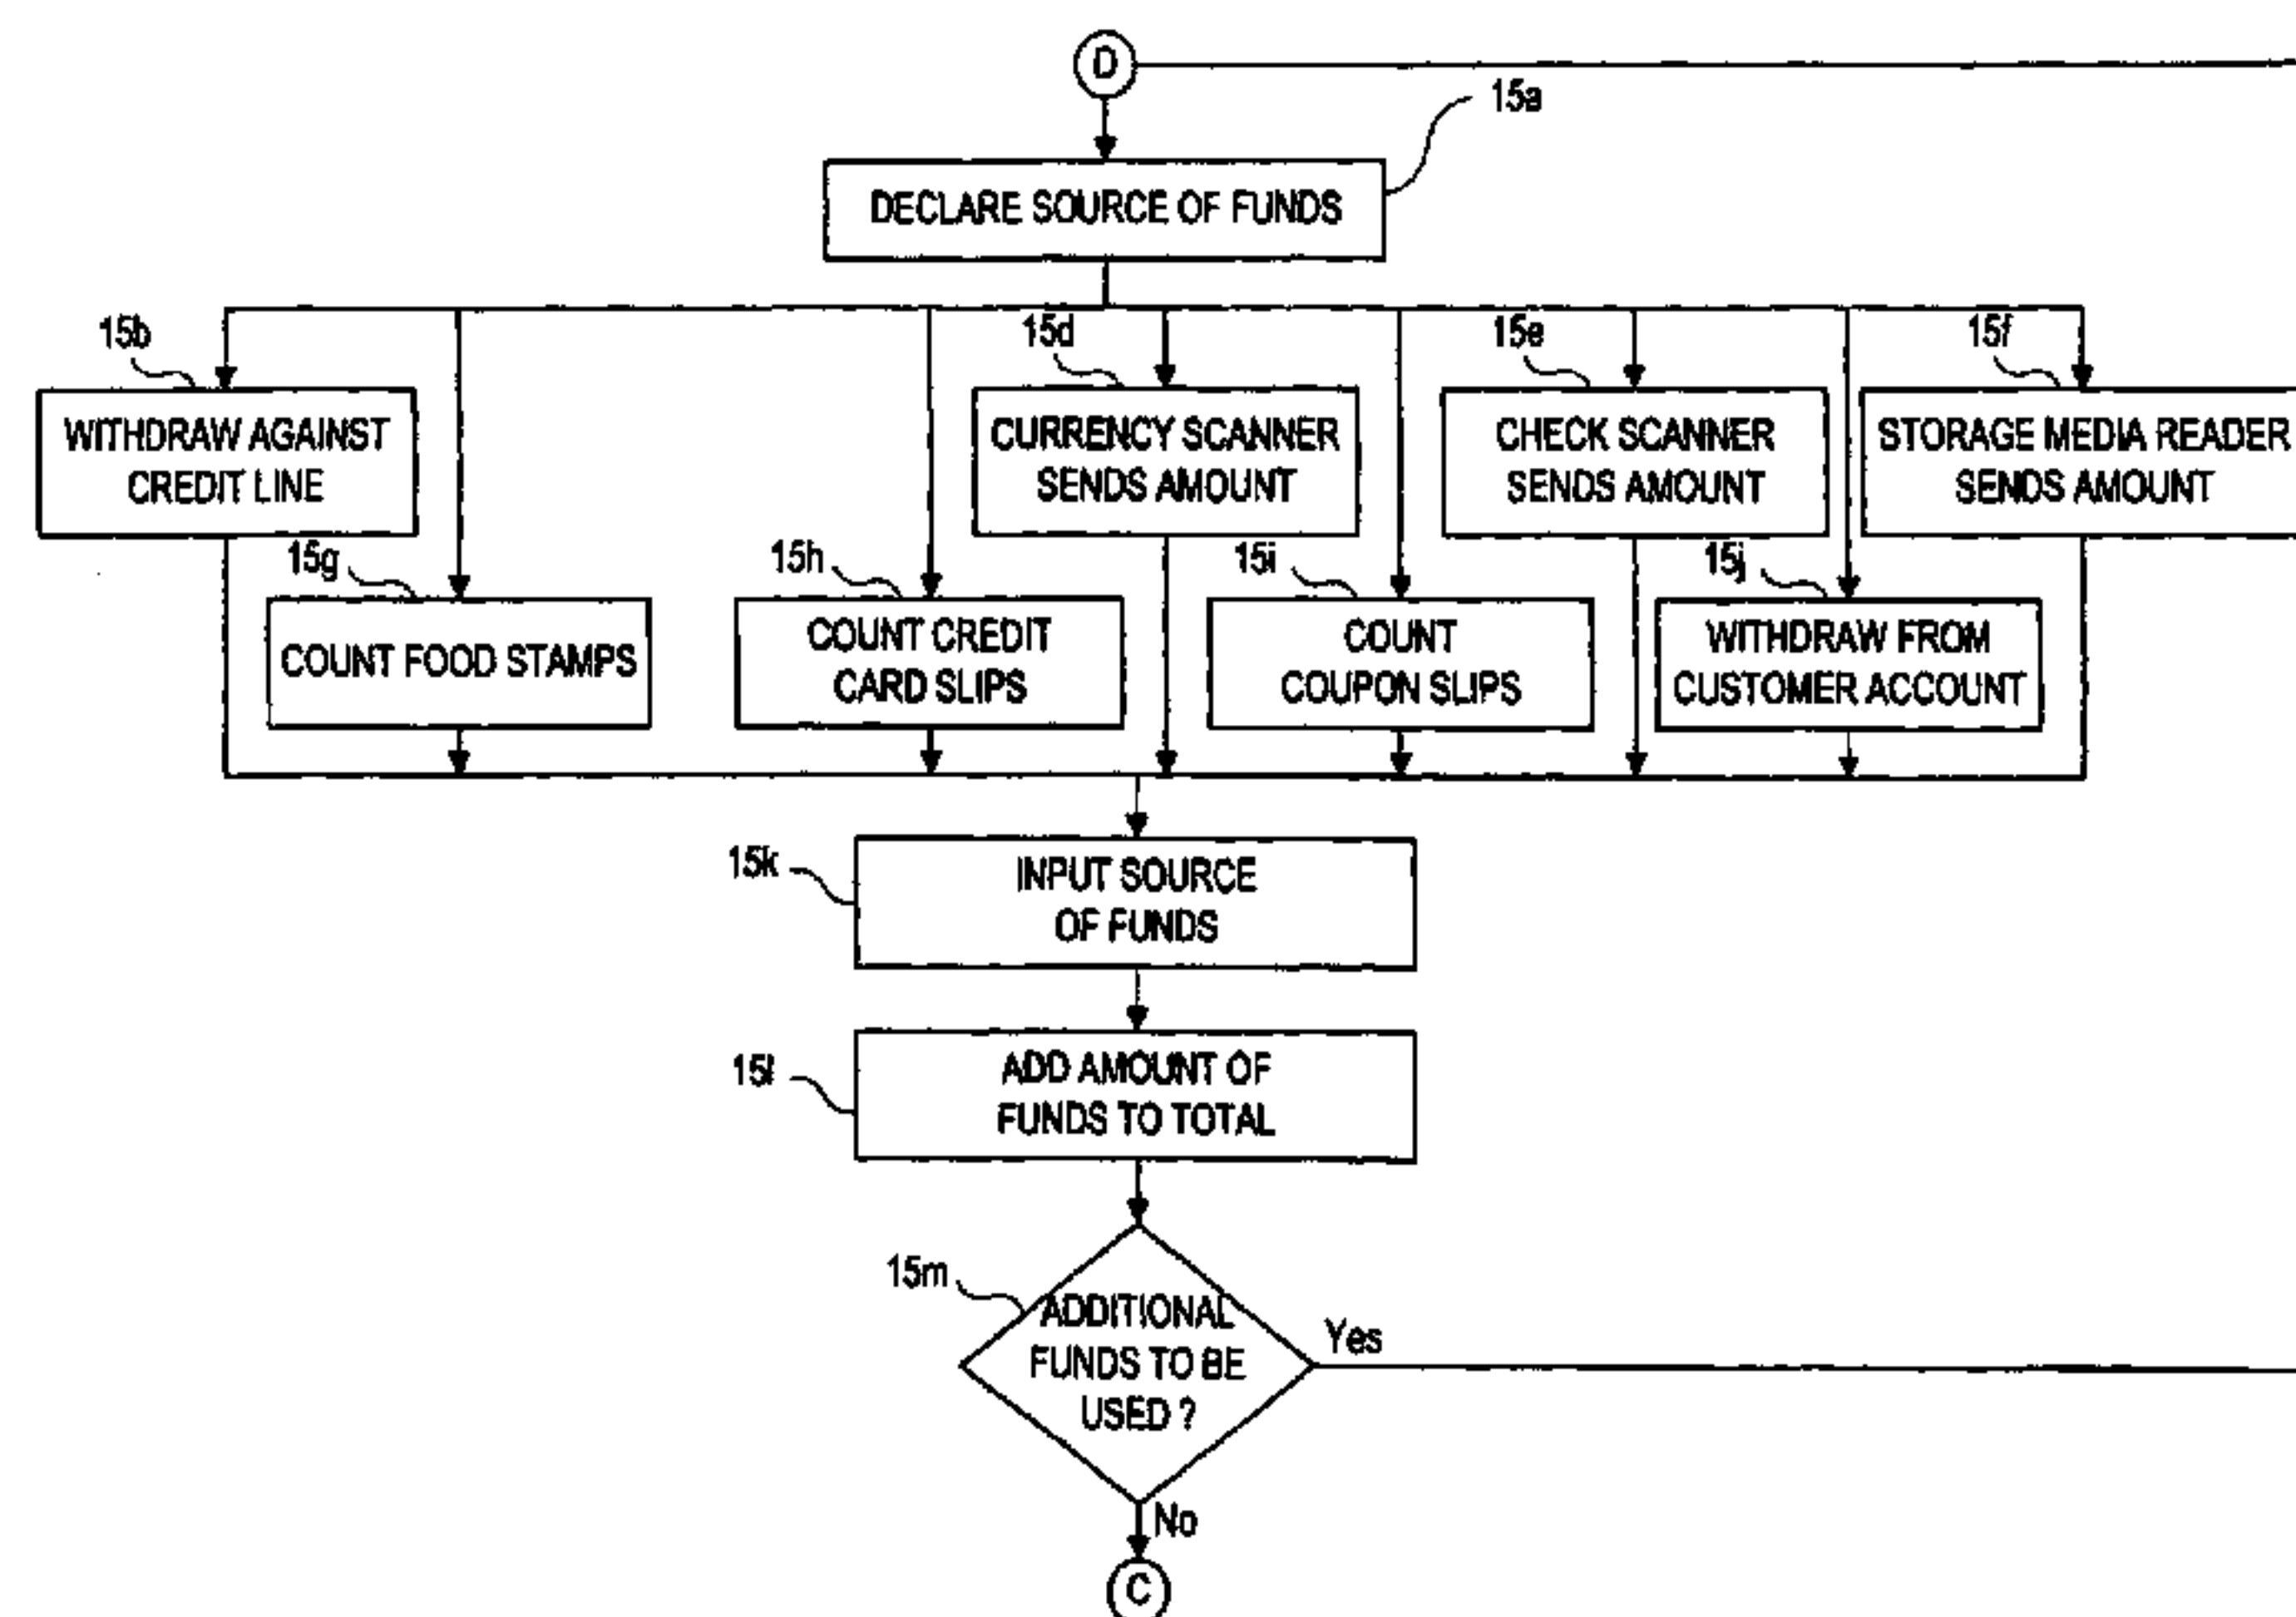 D
15a
DECLARE SOURCE OF FUNDS
15b
15d
15e
15f
WITHDRAW AGAINST
CREDIT LINE
CURRENCY SCANNER
SENDS AMOUNT
CHECK SCANNER
SENDS AMOUNT
STORAGE MEDIA READER
SENDS AMOUNT
15g
15h
15i
15j
COUNT FOOD STAMPS
COUNT CREDIT
CARD SLIPS
COUNT
COUPON SLIPS
WITHDRAW FROM
CUSTOMER ACCOUNT
15k
INPUT SOURCE
OF FUNDS
15l
ADD AMOUNT OF
FUNDS TO TOTAL
15m
ADDITIONAL
FUNDS TO BE
USED ?
Yes
No
C